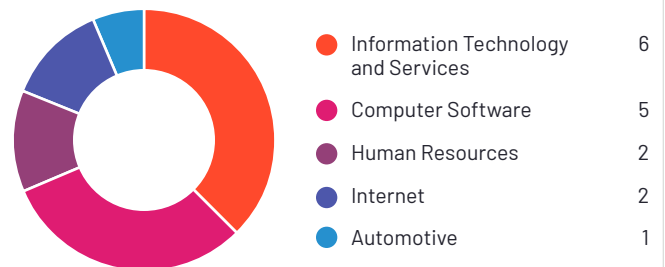 Information Technology 6
and Services
Computer Software 5
Human Resources 2
Internet 2
Automotive 1